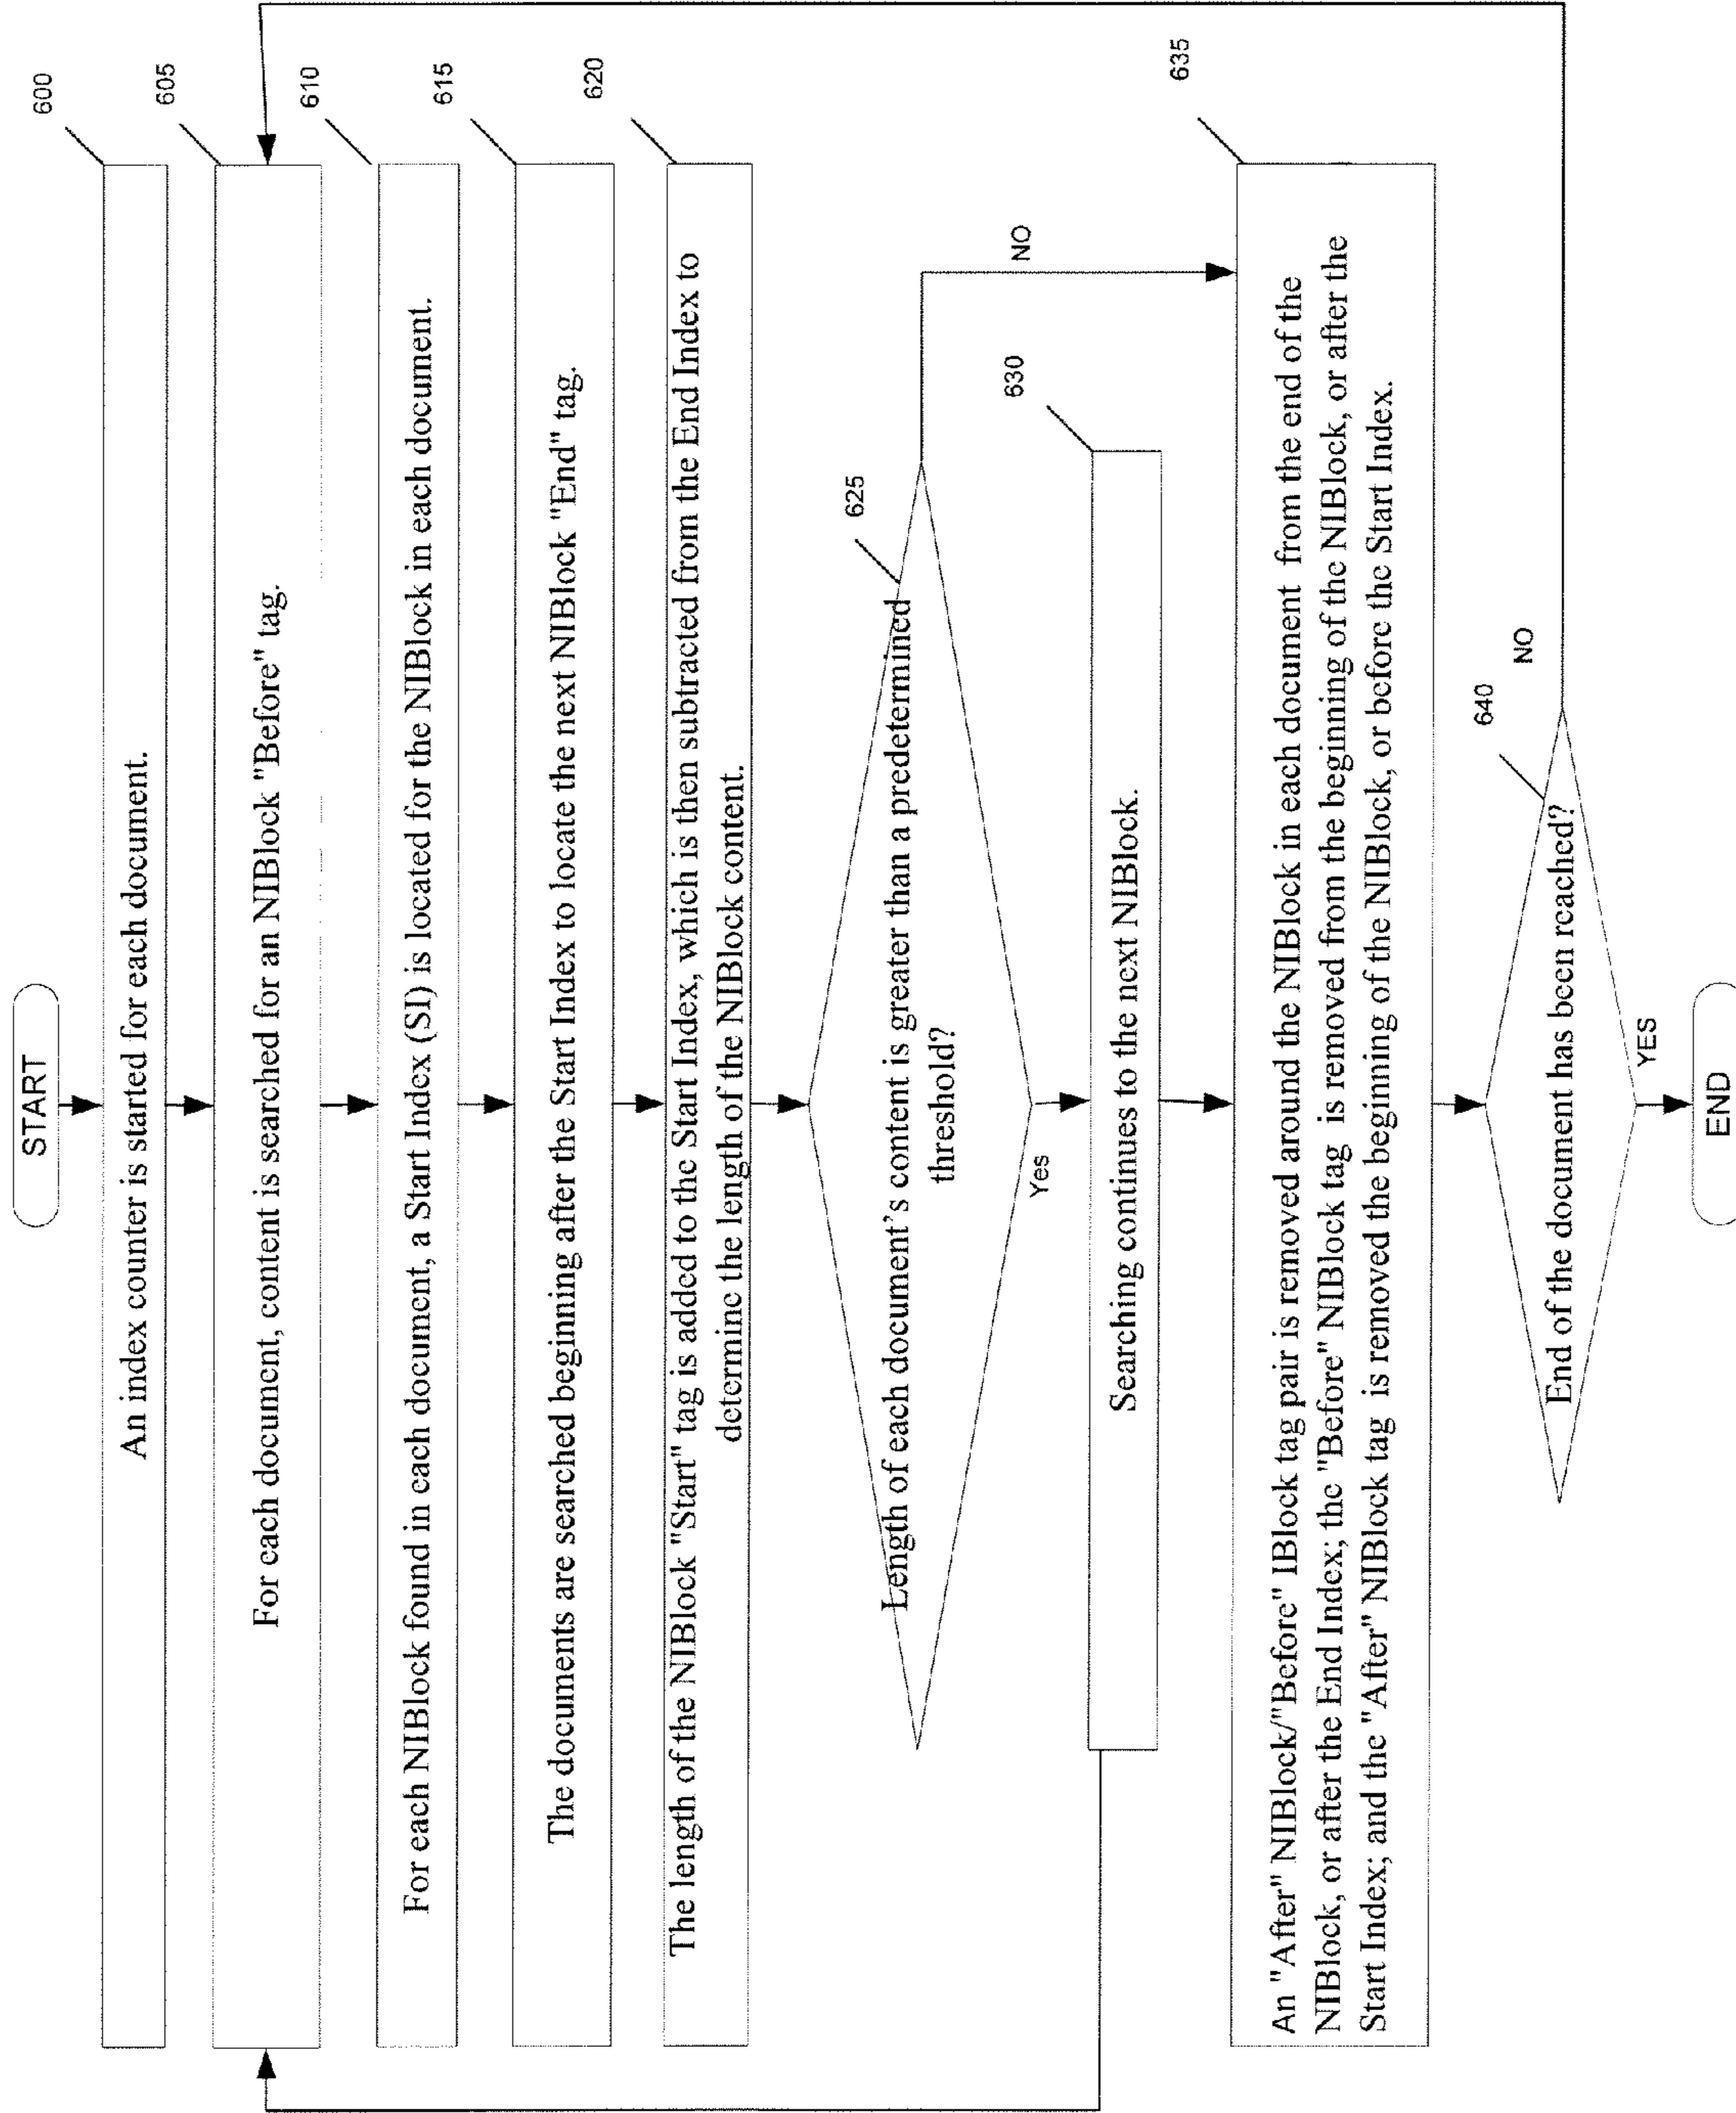 START
600
An index counter is started for each document.
605
For each document, content is searched for an NIBlock "Before" tag.
610
For each NIBlock found in each document, a Start Index (SI) is located for the NIBlock in each document.
615
The documents are searched beginning after the Start Index to locate the next NIBlock "End" tag.
620
The length of the NIBlock "Start" tag is added to the Start Index, which is then subtracted from the End Index to
determine the length of the NIBlock content.
625
Length of each document's content is greater than a predetermined
threshold?
NO
Yes
630
Searching continues to the next NIBlock.
635
An "After" NIBlock/"Before" IBlock tag pair is removed around the NIBlock in each document from the end of the
NIBlock, or after the End Index; the "Before" NIBlock tag is removed from the beginning of the NIBlock, or after the
Start Index; and the "After" NIBlock tag is removed the beginning of the NIBlock, or before the Start Index.
640
End of the document has been reached?
NO
YES
END